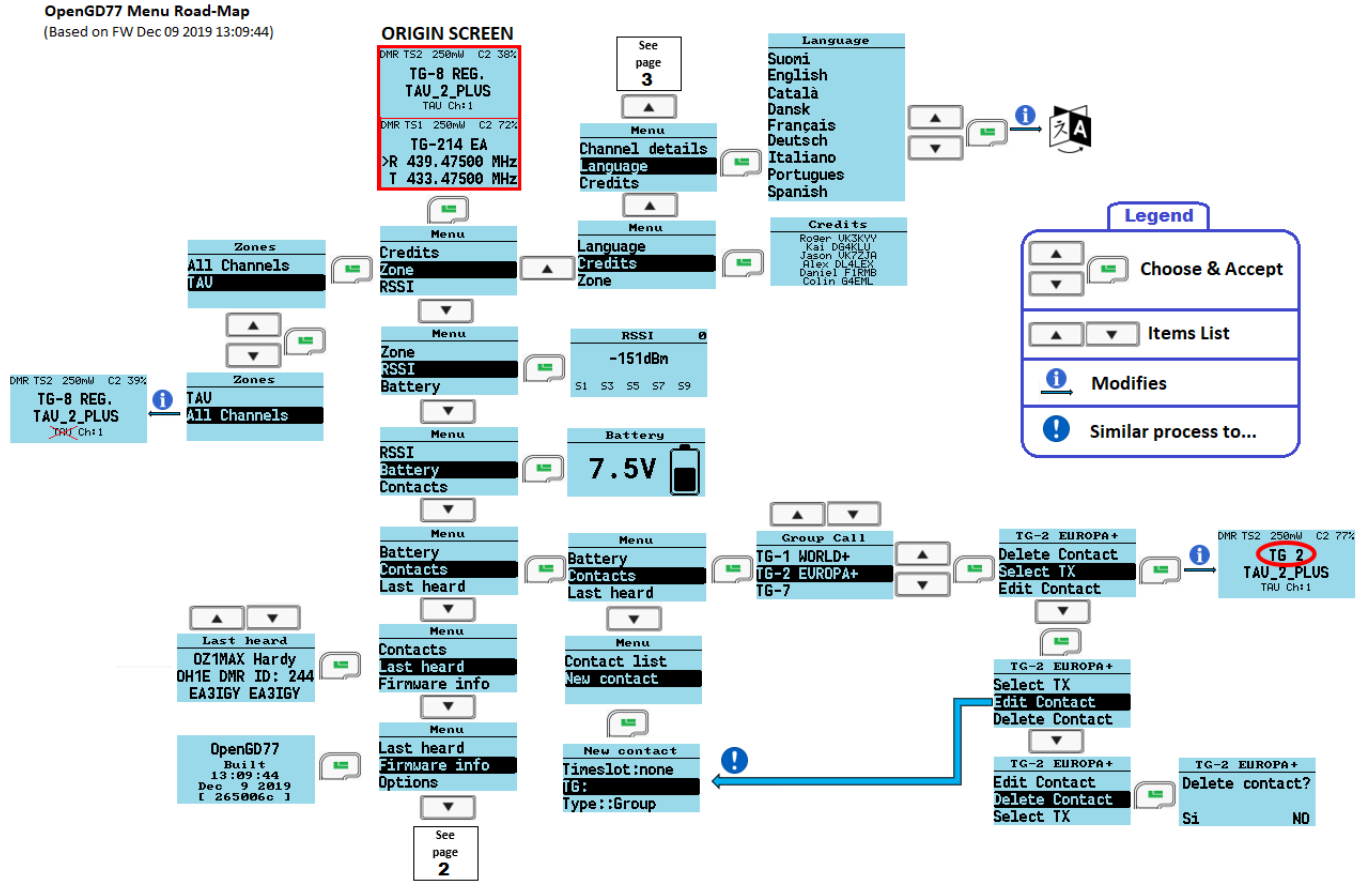 OpenGD77 Menu Road-Map
(Based on FW Dec 09 2019 13:09:44)
ORIGIN SCREEN
DMR TS2 250mW C2 38%
TG-8 REG.
TAU_2_PLUS
TAU Ch:1
DMR TS1 250mW C2 72%
TG-214 EA
>R 439.47500 MHz
T 433.47500 MHz
See
page
3
Menu
Channel details
Language
Credits
Language
Suomi
English
Català
Dansk
Français
Deutsch
Italiano
Portugues
Spanish
Menu
Language
Credits
Zone
Credits
Roger VK3KYY
Kai DG4KLU
Jason VK7ZJA
Alex DL4LEX
Daniel F1RMB
Colin G4EML
Legend
Choose & Accept
Items List
Modifies
Similar process to...
Menu
Credits
Zone
RSSI
Zones
All Channels
TAU
Zones
TAU
All Channels
DMR TS2 250mW C2 39%
TG-8 REG.
TAU_2_PLUS
TAU Ch:1
Menu
Zone
RSSI
Battery
RSSI 0
-151dBm
S1 S3 S5 S7 S9
Menu
RSSI
Battery
Contacts
Battery
7.5V
Menu
Battery
Contacts
Last heard
Menu
Battery
Contacts
Last heard
Group Call
TG-1 WORLD+
TG-2 EUROPA+
TG-7
TG-2 EUROPA+
Delete Contact
Select TX
Edit Contact
DMR TS2 250mW C2 77%
TG 2
TAU_2_PLUS
TAU Ch:1
Menu
Contacts
Last heard
Firmware info
Last heard
OZ1MAX Hardy
OH1E DMR ID: 244
EA3IGY EA3IGY
Menu
Contact list
New contact
TG-2 EUROPA+
Select TX
Edit Contact
Delete Contact
Menu
Last heard
Firmware info
Options
OpenGD77
Built
13:09:44
Dec 9 2019
[ 265006c ]
New contact
Timeslot:none
TG:
Type::Group
TG-2 EUROPA+
Edit Contact
Delete Contact
Select TX
TG-2 EUROPA+
Delete contact?
Si NO
See
page
2